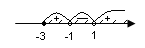 + − +
-3 -1 1